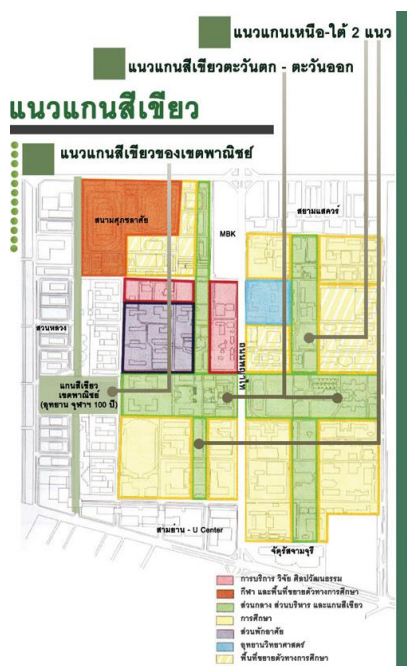 แนวแกนเหนือ-ใต้ 2 แนว
แนวแกนสีเขียวตะวันตก - ตะวันออก
แนวแกนสีเขียว
แนวแกนสีเขียวของเขตพาณิชย์
สนามศุภชลาศัย
MBK
สยามแสควร์
สวนหลวง
ถนนพญาไท
แกนสีเขียว
เขตพาณิชย์
(อุทยาน จุฬาฯ 100 ปี)
สามย่าน - U Center
จัตุรัสจามจุรี
การบริการ วิจัย ศิลปวัฒนธรรม
กีฬา และพื้นที่ขยายตัวทางการศึกษา
ส่วนกลาง ส่วนบริหาร และแกนสีเขียว
การศึกษา
ส่วนพักอาศัย
อุทยานวิทยาศาสตร์
พื้นที่ขยายตัวทางการศึกษา